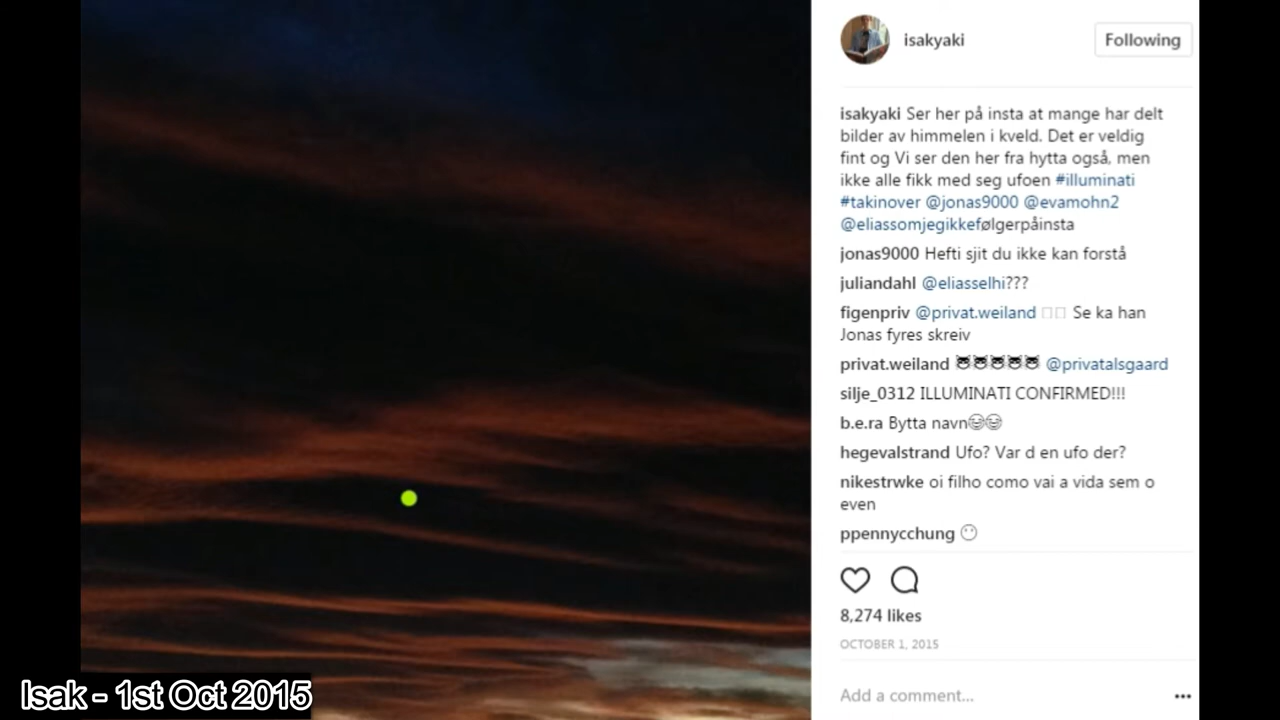 isakyaki
Following
isakyaki Ser her på insta at mange har delt
bilder av himmelen i kveld. Det er veldig
fint og Vi ser den her fra hytta også, men
ikke alle fikk med seg ufoen #illuminati
#takinover @jonas9000 @evamohn2
@eliassomjegikkefølgerpåinsta
jonas9000 Hefti sjit du ikke kan forstå
juliandahl @eliasselhi???
figenpriv @privat.weiland □□ Se ka han
Jonas fyres skreiv
privat.weiland 😈😈😈😈😈 @privatalsgaard
silje_0312 ILLUMINATI CONFIRMED!!!
b.e.ra Bytta navn😂😂
hegevalstrand Ufo? Var d en ufo der?
nikestrwke oi filho como vai a vida sem o
even
ppennycchung 😶
8,274 likes
OCTOBER 1, 2015
Add a comment...
Isak - 1st Oct 2015